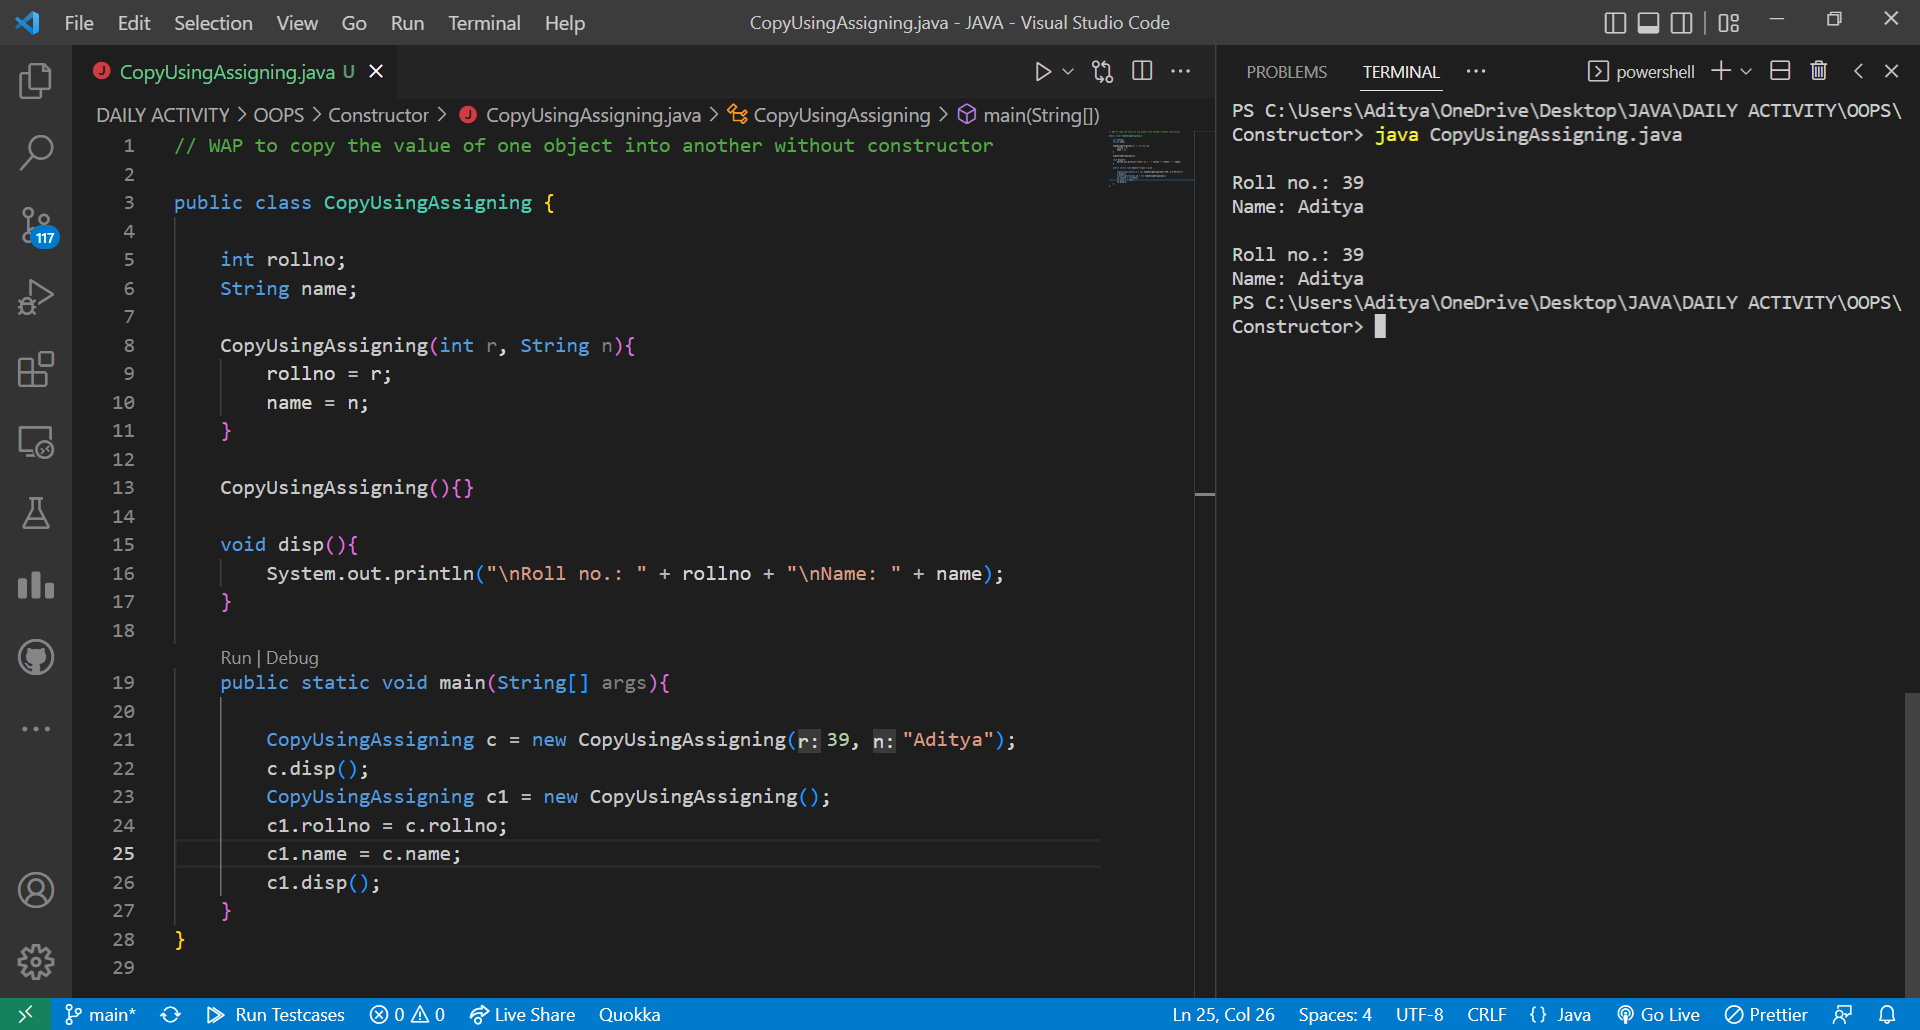 File Edit Selection View Go Run Terminal Help
CopyUsingAssigning.java - JAVA - Visual Studio Code
J CopyUsingAssigning.java U
DAILY ACTIVITY > OOPS > Constructor > J CopyUsingAssigning.java > CopyUsingAssigning > main(String[])
1 // WAP to copy the value of one object into another without constructor
2
3 public class CopyUsingAssigning {
4
5 int rollno;
6 String name;
7
8 CopyUsingAssigning(int r, String n){
9 rollno = r;
10 name = n;
11 }
12
13 CopyUsingAssigning(){}
14
15 void disp(){
16 System.out.println("\nRoll no.: " + rollno + "\nName: " + name);
17 }
18
Run | Debug
19 public static void main(String[] args){
20
21 CopyUsingAssigning c = new CopyUsingAssigning(r: 39, n: "Aditya");
22 c.disp();
23 CopyUsingAssigning c1 = new CopyUsingAssigning();
24 c1.rollno = c.rollno;
25 c1.name = c.name;
26 c1.disp();
27 }
28 }
29
117
PROBLEMS TERMINAL ··· powershell
PS C:\Users\Aditya\OneDrive\Desktop\JAVA\DAILY ACTIVITY\OOPS\
Constructor> java CopyUsingAssigning.java
Roll no.: 39
Name: Aditya
Roll no.: 39
Name: Aditya
PS C:\Users\Aditya\OneDrive\Desktop\JAVA\DAILY ACTIVITY\OOPS\
Constructor>
main* Run Testcases 0 0 Live Share Quokka Ln 25, Col 26 Spaces: 4 UTF-8 CRLF {} Java Go Live Prettier